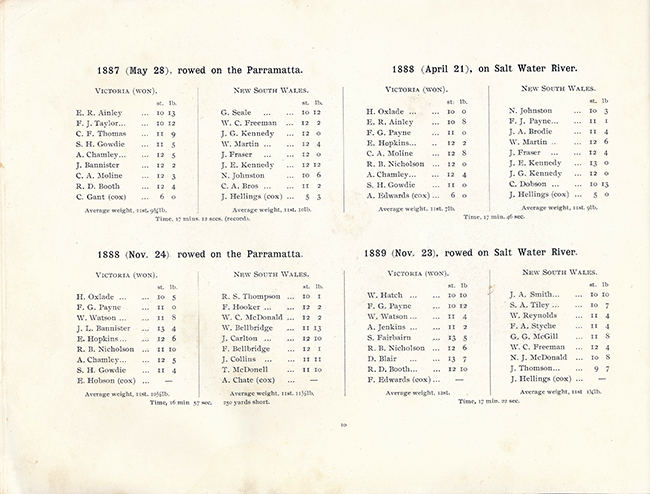 1887 (May 28), rowed on the Parramatta.
VICTORIA (WON).
st. lb.
E. R. Ainley ... 10 13
F. J. Taylor... ... 10 12
C. F. Thomas ... 11 9
S. H. Gowdie ... 11 5
A. Chamley... ... 12 5
J. Bannister ... 12 2
C. A. Moline ... 12 3
R. D. Booth ... 12 4
C. Gant (cox) ... 6 0
Average weight, 11st. 9¾lb.
NEW SOUTH WALES.
st. lb.
G. Seale ... ... 10 12
W. C. Freeman ... 12 2
J. G. Kennedy ... 12 0
W. Martin ... ... 12 4
J. Fraser ... ... 12 0
J. E. Kennedy ... 12 12
N. Johnston ... 10 6
C. A. Bros ... ... 11 2
J. Hellings (cox) ... 5 3
Average weight, 11st. 10lb.
Time, 17 mins. 12 secs. (record).
1888 (April 21), on Salt Water River.
VICTORIA (WON).
st. lb.
H. Oxlade ... ... 10 0
E. R. Ainley ... 10 8
F. G. Payne ... 11 0
E. Hopkins... ... 12 2
C. A. Moline ... 12 8
R. B. Nicholson ... 12 0
A. Chamley... ... 12 4
S. H. Gowdie ... 11 0
A. Edwards (cox) ... 6 0
Average weight, 11st. 7lb.
NEW SOUTH WALES.
st. lb.
N. Johnston ... 10 3
F. J. Payne... ... 11 1
J. A. Brodie ... 11 4
W. Martin ... ... 12 6
J. Fraser ... ... 12 4
J. E. Kennedy ... 13 0
J. G. Kennedy ... 12 0
C. Dobson ... ... 10 13
J. Hellings (cox) ... 5 0
Average weight, 11st. 9lb.
Time, 17 min. 46 sec.
1888 (Nov. 24) rowed on the Parramatta.
VICTORIA (WON).
st. lb.
H. Oxlade ... ... 10 5
F. G. Payne ... 11 0
W. Watson ... ... 11 8
J. L. Bannister ... 13 4
E. Hopkins... ... 12 6
R. B. Nicholson ... 11 10
A. Chamley... ... 12 5
S. H. Gowdie ... 11 4
E. Hobson (cox) ... —
Average weight, 11st. 10½lb.
NEW SOUTH WALES.
st. lb.
R. S. Thompson ... 10 1
F. Hooker ... ... 12 2
W. C. McDonald ... 12 2
W. Bellbridge ... 11 13
J. Carlton ... ... 12 10
F. Bellbridge ... 12 1
J. Collins ... ... 11 11
T. McDonell ... 11 10
A. Chate (cox) ... —
Average weight, 11st. 11½lb.
Time, 16 min 57 sec. 250 yards short.
1889 (Nov. 23), rowed on Salt Water River.
VICTORIA (WON).
st. lb
W. Hatch ... ... 10 10
F. G. Payne ... 10 12
W. Watson ... ... 11 4
A. Jenkins ... ... 11 2
S. Fairbairn ... 13 5
R. B. Nicholson ... 12 6
D. Blair ... ... 13 7
R. D. Booth... ... 12 10
F. Edwards (cox)... —
Average weight, 12st.
NEW SOUTH WALES.
st. lb.
J. A. Smith... ... 10 10
S. A. Tiley ... ... 10 7
W. Reynolds ... 11 4
F. A. Styche ... 11 4
G. G. McGill ... 11 8
W. C. Freeman ... 12 4
N. J. McDonald ... 10 8
J. Thomson... ... 9 7
J. Hellings (cox) ... —
Average weight, 11st 1¼lb.
Time, 17 min. 22 sec.
10